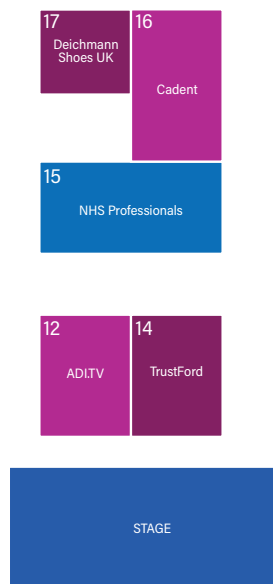 17
Deichmann
Shoes UK
16
Cadent
15
NHS Professionals
12
ADI.TV
14
TrustFord
STAGE